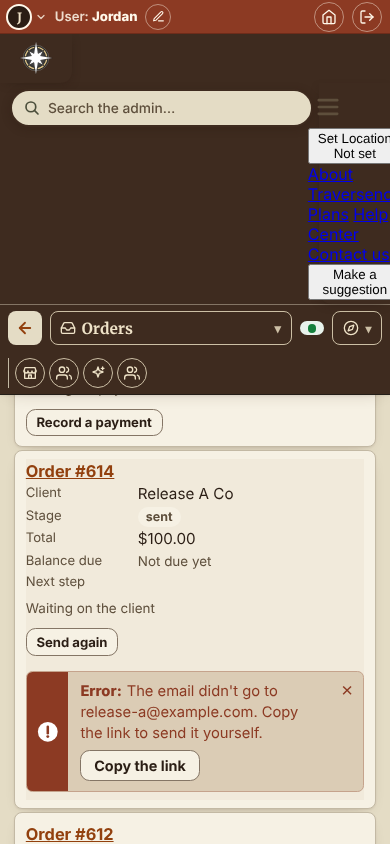 J
User: Jordan
Search the admin...
Set Location
Not set
About
Traversend
Plans Help
Center
Contact us
Make a
suggestion
Orders
Record a payment
Order #614
Client Release A Co
Stage sent
Total $100.00
Balance due Not due yet
Next step
Waiting on the client
Send again
Error: The email didn't go to
release-a@example.com. Copy
the link to send it yourself.
Copy the link
Order #612